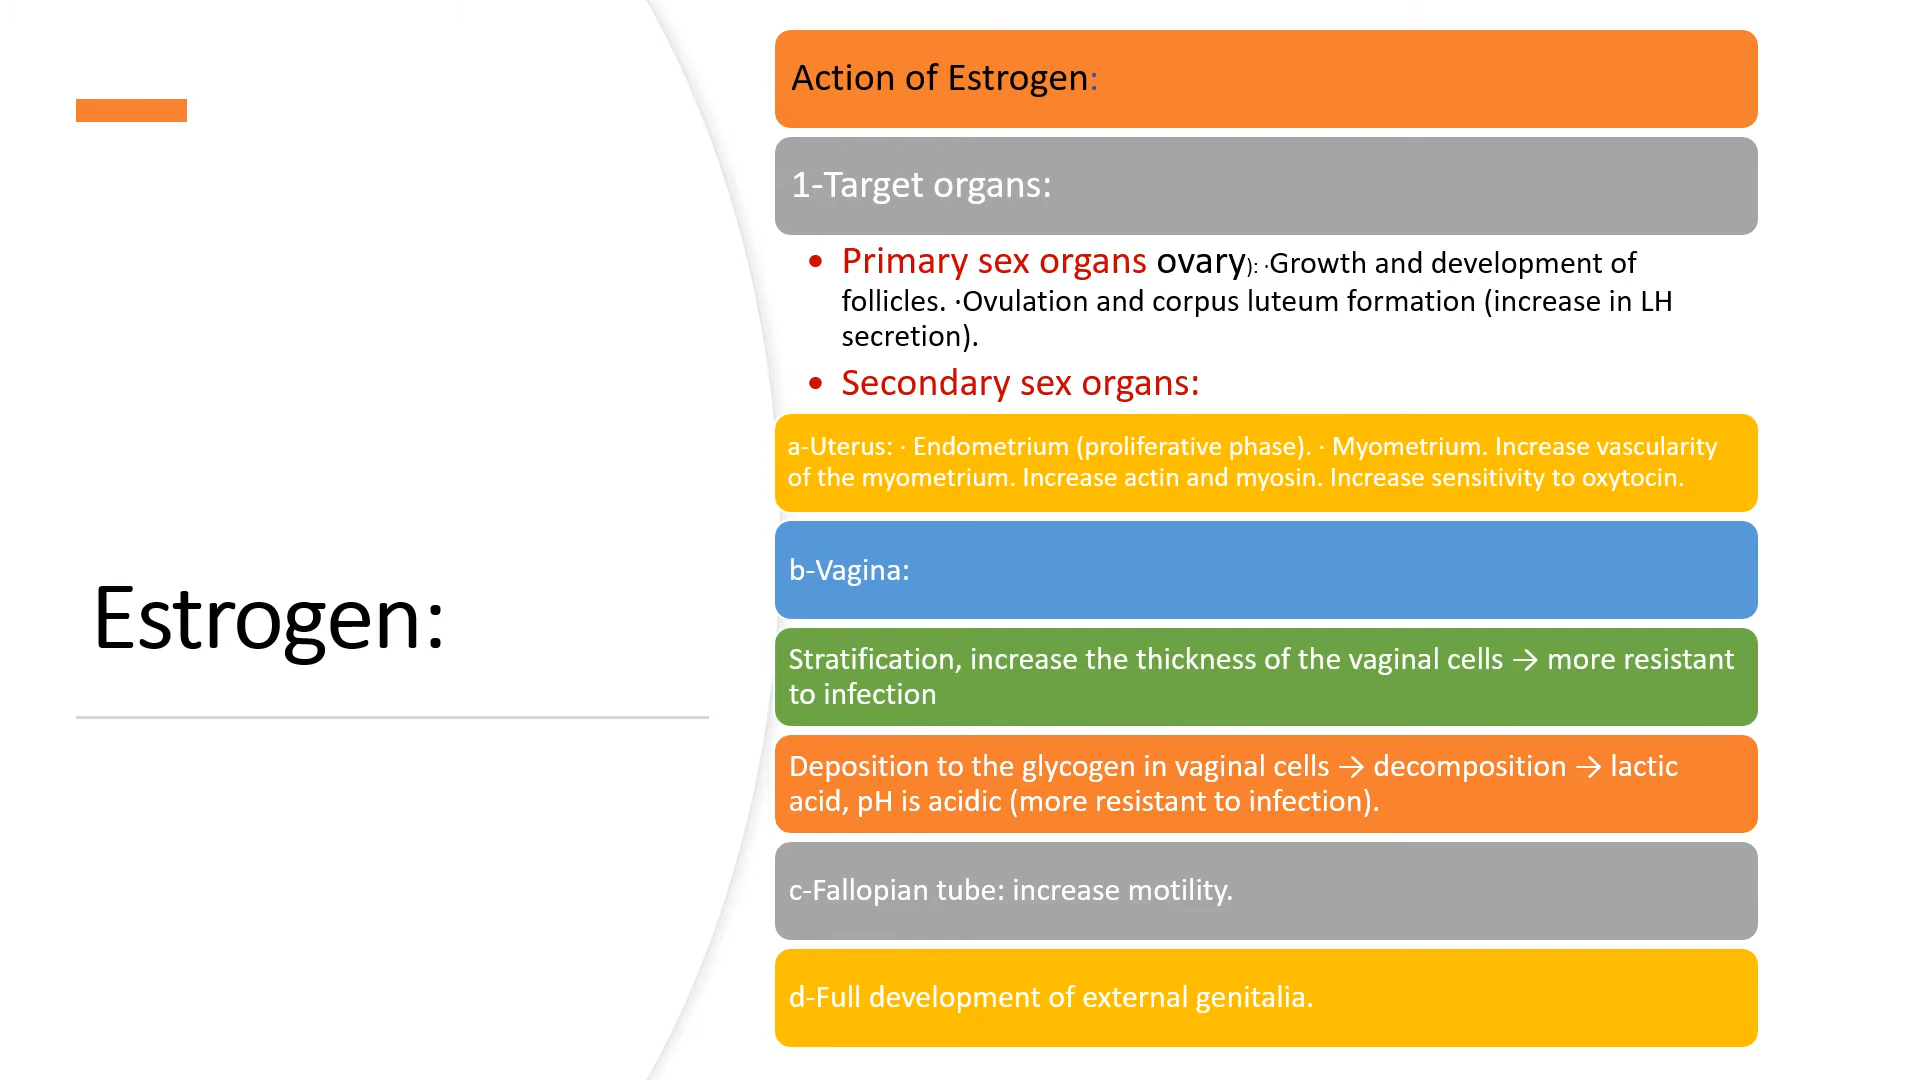 Estrogen:
Action of Estrogen:
1-Target organs:
• Primary sex organs ovary): ·Growth and development of
follicles. ·Ovulation and corpus luteum formation (increase in LH
secretion).
• Secondary sex organs:
a-Uterus: · Endometrium (proliferative phase). · Myometrium. Increase vascularity
of the myometrium. Increase actin and myosin. Increase sensitivity to oxytocin.
b-Vagina:
Stratification, increase the thickness of the vaginal cells → more resistant
to infection
Deposition to the glycogen in vaginal cells → decomposition → lactic
acid, pH is acidic (more resistant to infection).
c-Fallopian tube: increase motility.
d-Full development of external genitalia.